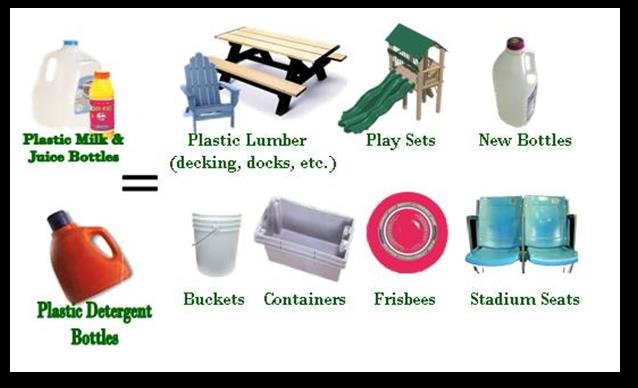 Plastic Milk &
Juice Bottles
=
Plastic Detergent
Bottles
Plastic Lumber
(decking, docks, etc.)
Play Sets
New Bottles
Buckets
Containers
Frisbees
Stadium Seats